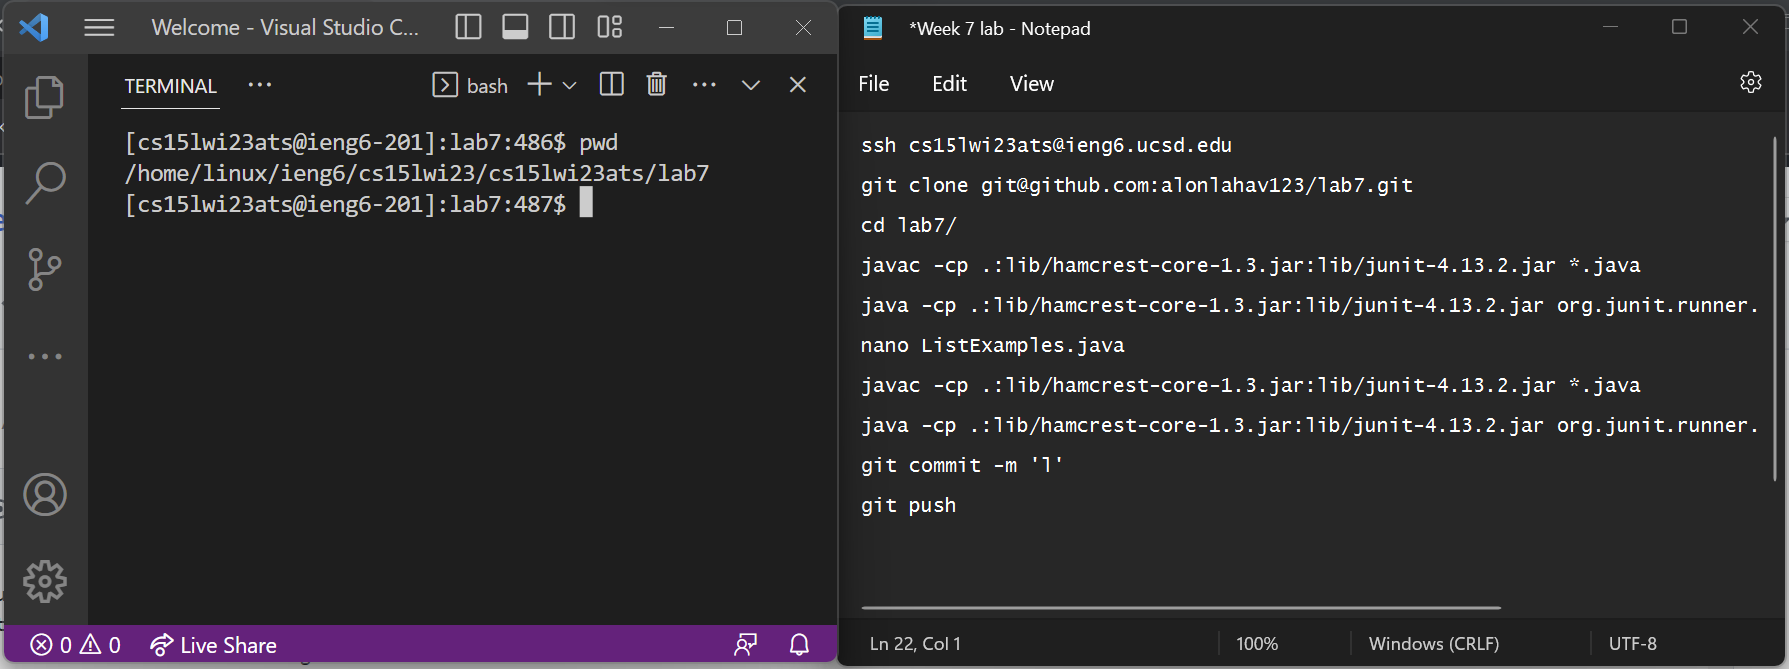 Welcome - Visual Studio C...
TERMINAL
bash
[cs15lwi23ats@ieng6-201]:lab7:486$ pwd
/home/linux/ieng6/cs15lwi23/cs15lwi23ats/lab7
[cs15lwi23ats@ieng6-201]:lab7:487$
0 0 Live Share
*Week 7 lab - Notepad
File Edit View
ssh cs15lwi23ats@ieng6.ucsd.edu
git clone git@github.com:alonlahav123/lab7.git
cd lab7/
javac -cp .:lib/hamcrest-core-1.3.jar:lib/junit-4.13.2.jar *.java
java -cp .:lib/hamcrest-core-1.3.jar:lib/junit-4.13.2.jar org.junit.runner.
nano ListExamples.java
javac -cp .:lib/hamcrest-core-1.3.jar:lib/junit-4.13.2.jar *.java
java -cp .:lib/hamcrest-core-1.3.jar:lib/junit-4.13.2.jar org.junit.runner.
git commit -m 'l'
git push
Ln 22, Col 1 100% Windows (CRLF) UTF-8